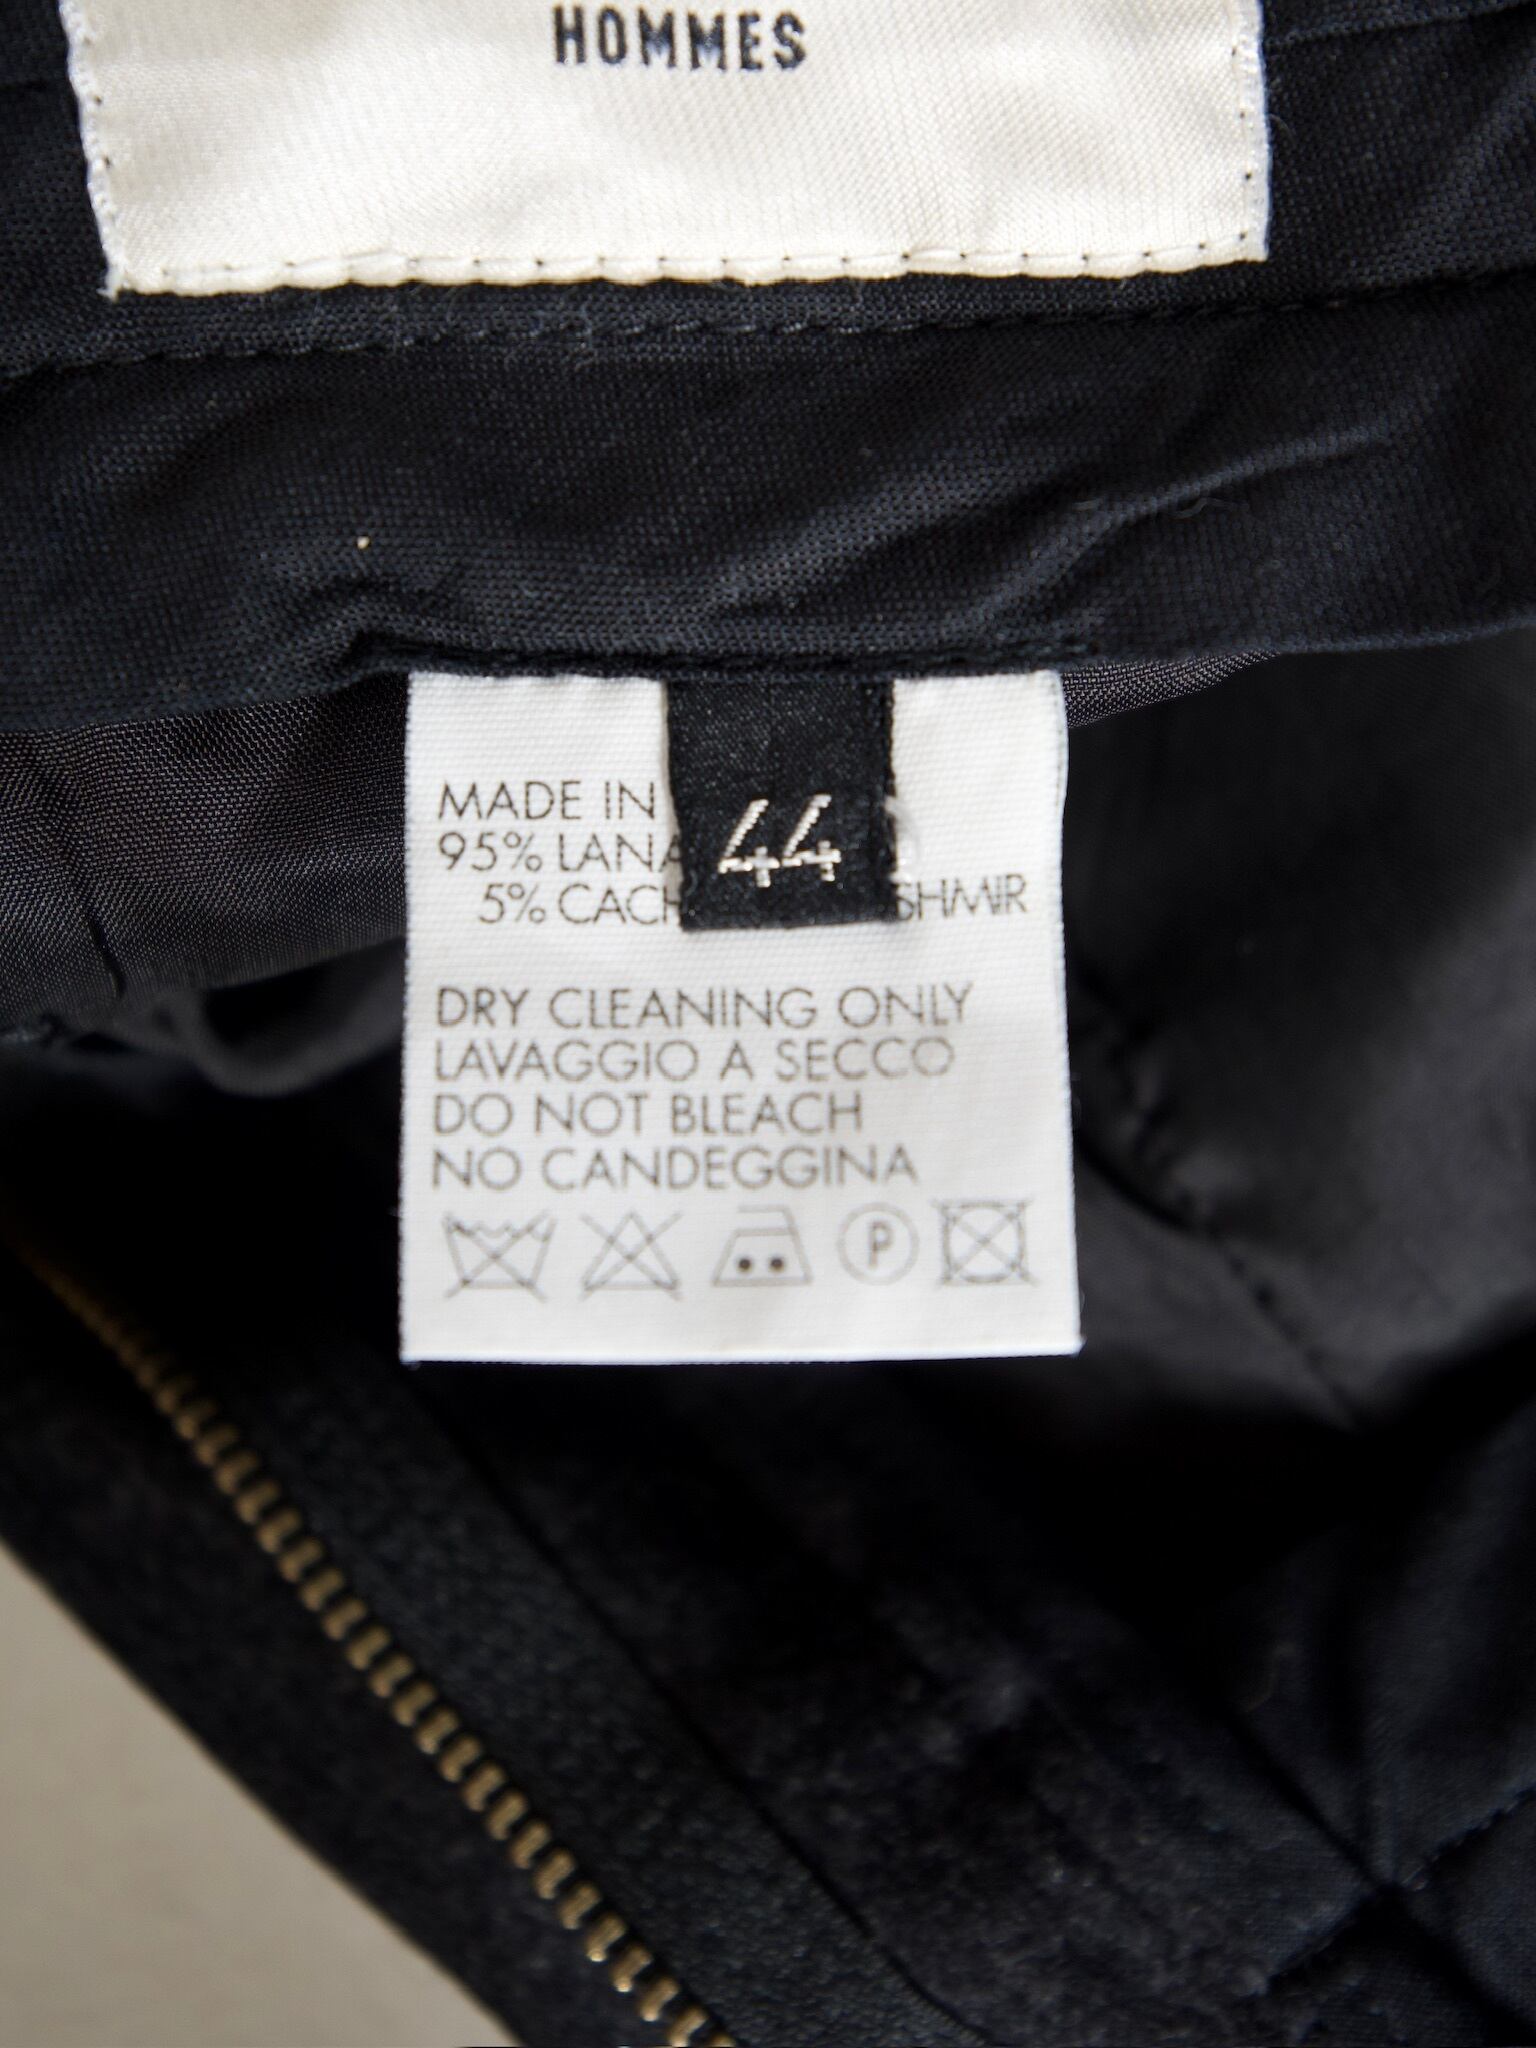 HOMMES
MADE IN
95% LANA
5% CACH SHMIR
44
DRY CLEANING ONLY
LAVAGGIO A SECCO
DO NOT BLEACH
NO CANDEGGINA
P